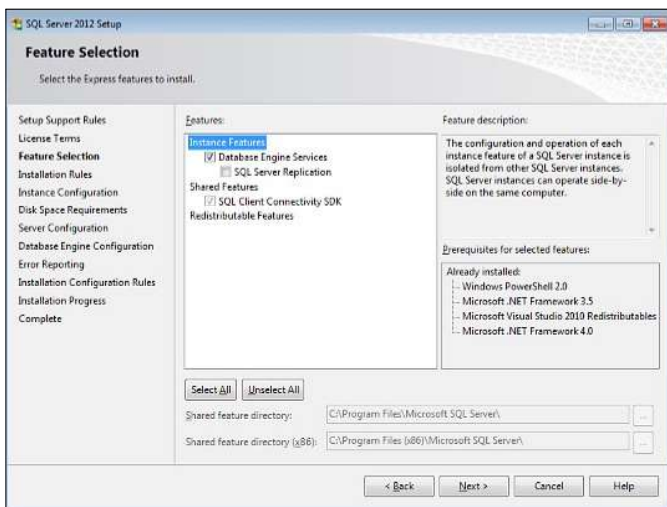 SQL Server 2012 Setup
Feature Selection
Select the Express features to install.
Setup Support Rules
License Terms
Feature Selection
Installation Rules
Instance Configuration
Disk Space Requirements
Server Configuration
Database Engine Configuration
Error Reporting
Installation Configuration Rules
Installation Progress
Complete
Features:
Instance Features
Database Engine Services
SQL Server Replication
Shared Features
SQL Client Connectivity SDK
Redistributable Features
Feature description:
The configuration and operation of each
instance feature of a SQL Server instance is
isolated from other SQL Server instances.
SQL Server instances can operate side-by-
side on the same computer.
Prerequisites for selected features:
Already installed:
Windows PowerShell 2.0
Microsoft .NET Framework 3.5
Microsoft Visual Studio 2010 Redistributables
Microsoft .NET Framework 4.0
Select All
Unselect All
Shared feature directory:
C:\Program Files\Microsoft SQL Server\
...
Shared feature directory (x86):
C:\Program Files (x86)\Microsoft SQL Server\
...
< Back
Next >
Cancel
Help